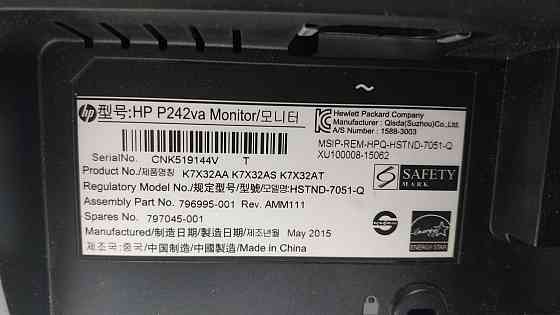 hp 型号:HP P242va Monitor/모니터
Hewlett Packard Company
Manufacturer : Qisda(Suzhou)Co., Ltd.
A/S Number : 1588-3003
MSIP-REM-HPQ-HSTND-7051-Q
XU100008-15062
SerialNo. CNK519144V T
Product No./제품명칭 K7X32AA K7X32AS K7X32AT
Regulatory Model No./规定型号/型號/모델명:HSTND-7051-Q
S SAFETY
MARK
Assembly Part No. 796995-001 Rev. AMM111
Spares No. 797045-001
Manufactured/制造日期/製造日期/제조년월 May 2015
제조국:중국/中国制造/中國製造/Made in China
ENERGY STAR